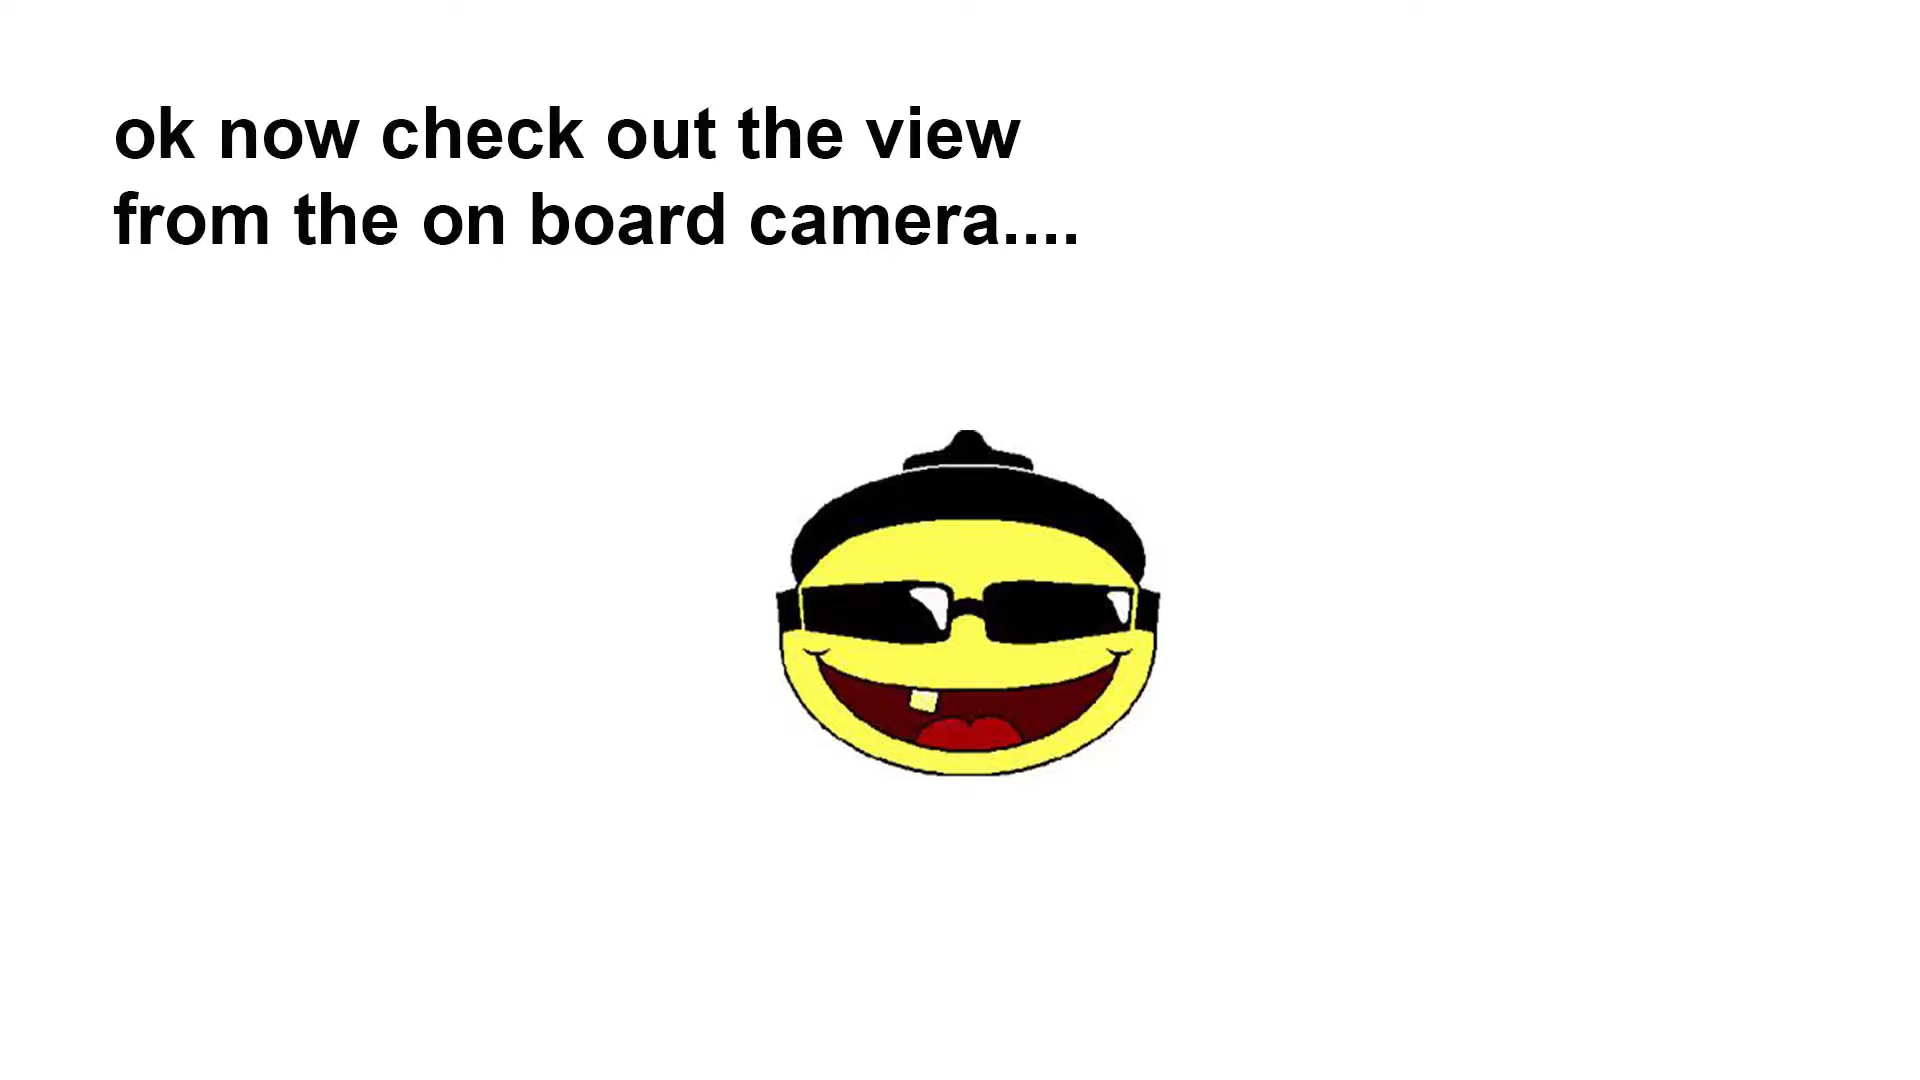 ok now check out the view
from the on board camera....